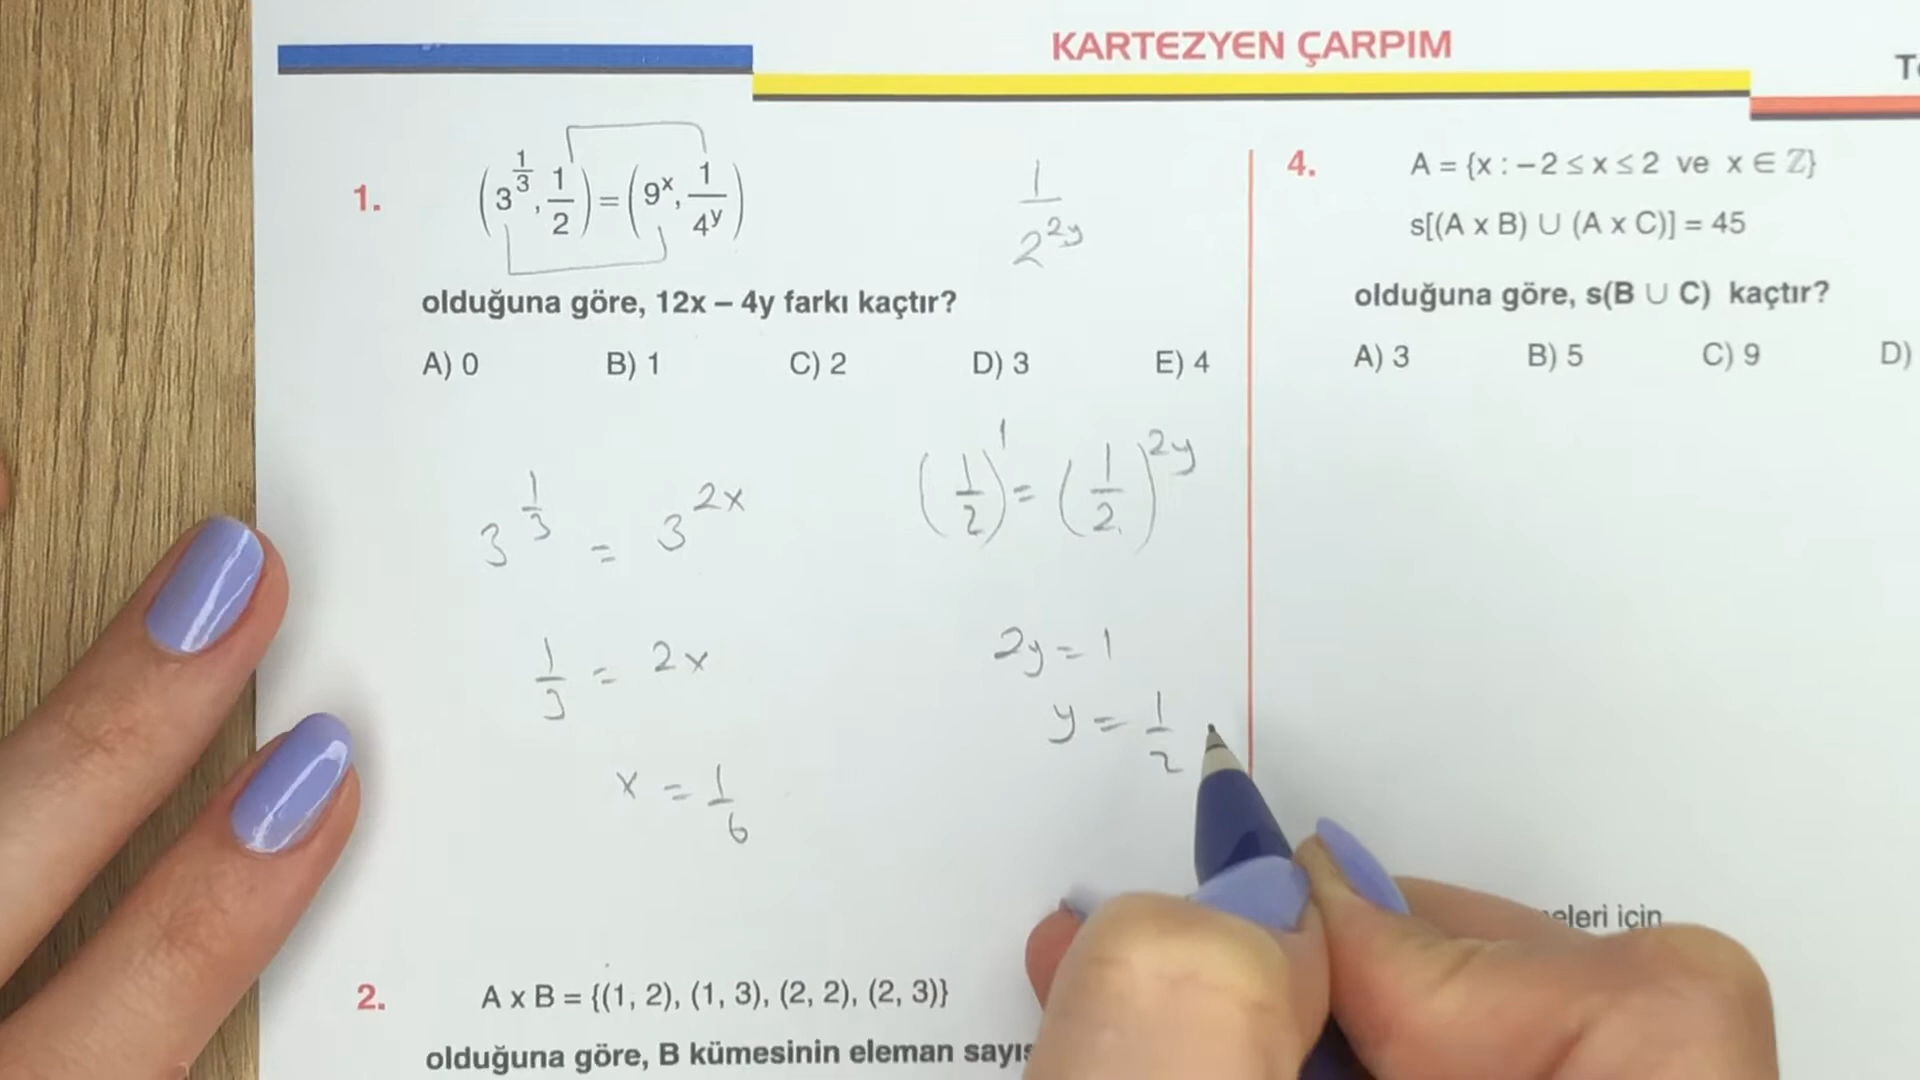 KARTEZYEN ÇARPIM
1. (3^{1/3}, 1/2) = (9^x, 1/4^y)
olduğuna göre, 12x – 4y farkı kaçtır?
A) 0 B) 1 C) 2 D) 3 E) 4
1/2^{2y}
3^{1/3} = 3^{2x}
1/3 = 2x
x = 1/6
(1/2)^1 = (1/2)^{2y}
2y = 1
y = 1/2
2. A x B = {(1, 2), (1, 3), (2, 2), (2, 3)}
olduğuna göre, B kümesinin eleman
4. A = {x : – 2 ≤ x ≤ 2 ve x ∈ ℤ}
s[(A x B) ∪ (A x C)] = 45
olduğuna göre, s(B ∪ C) kaçtır?
A) 3 B) 5 C) 9 D)
için